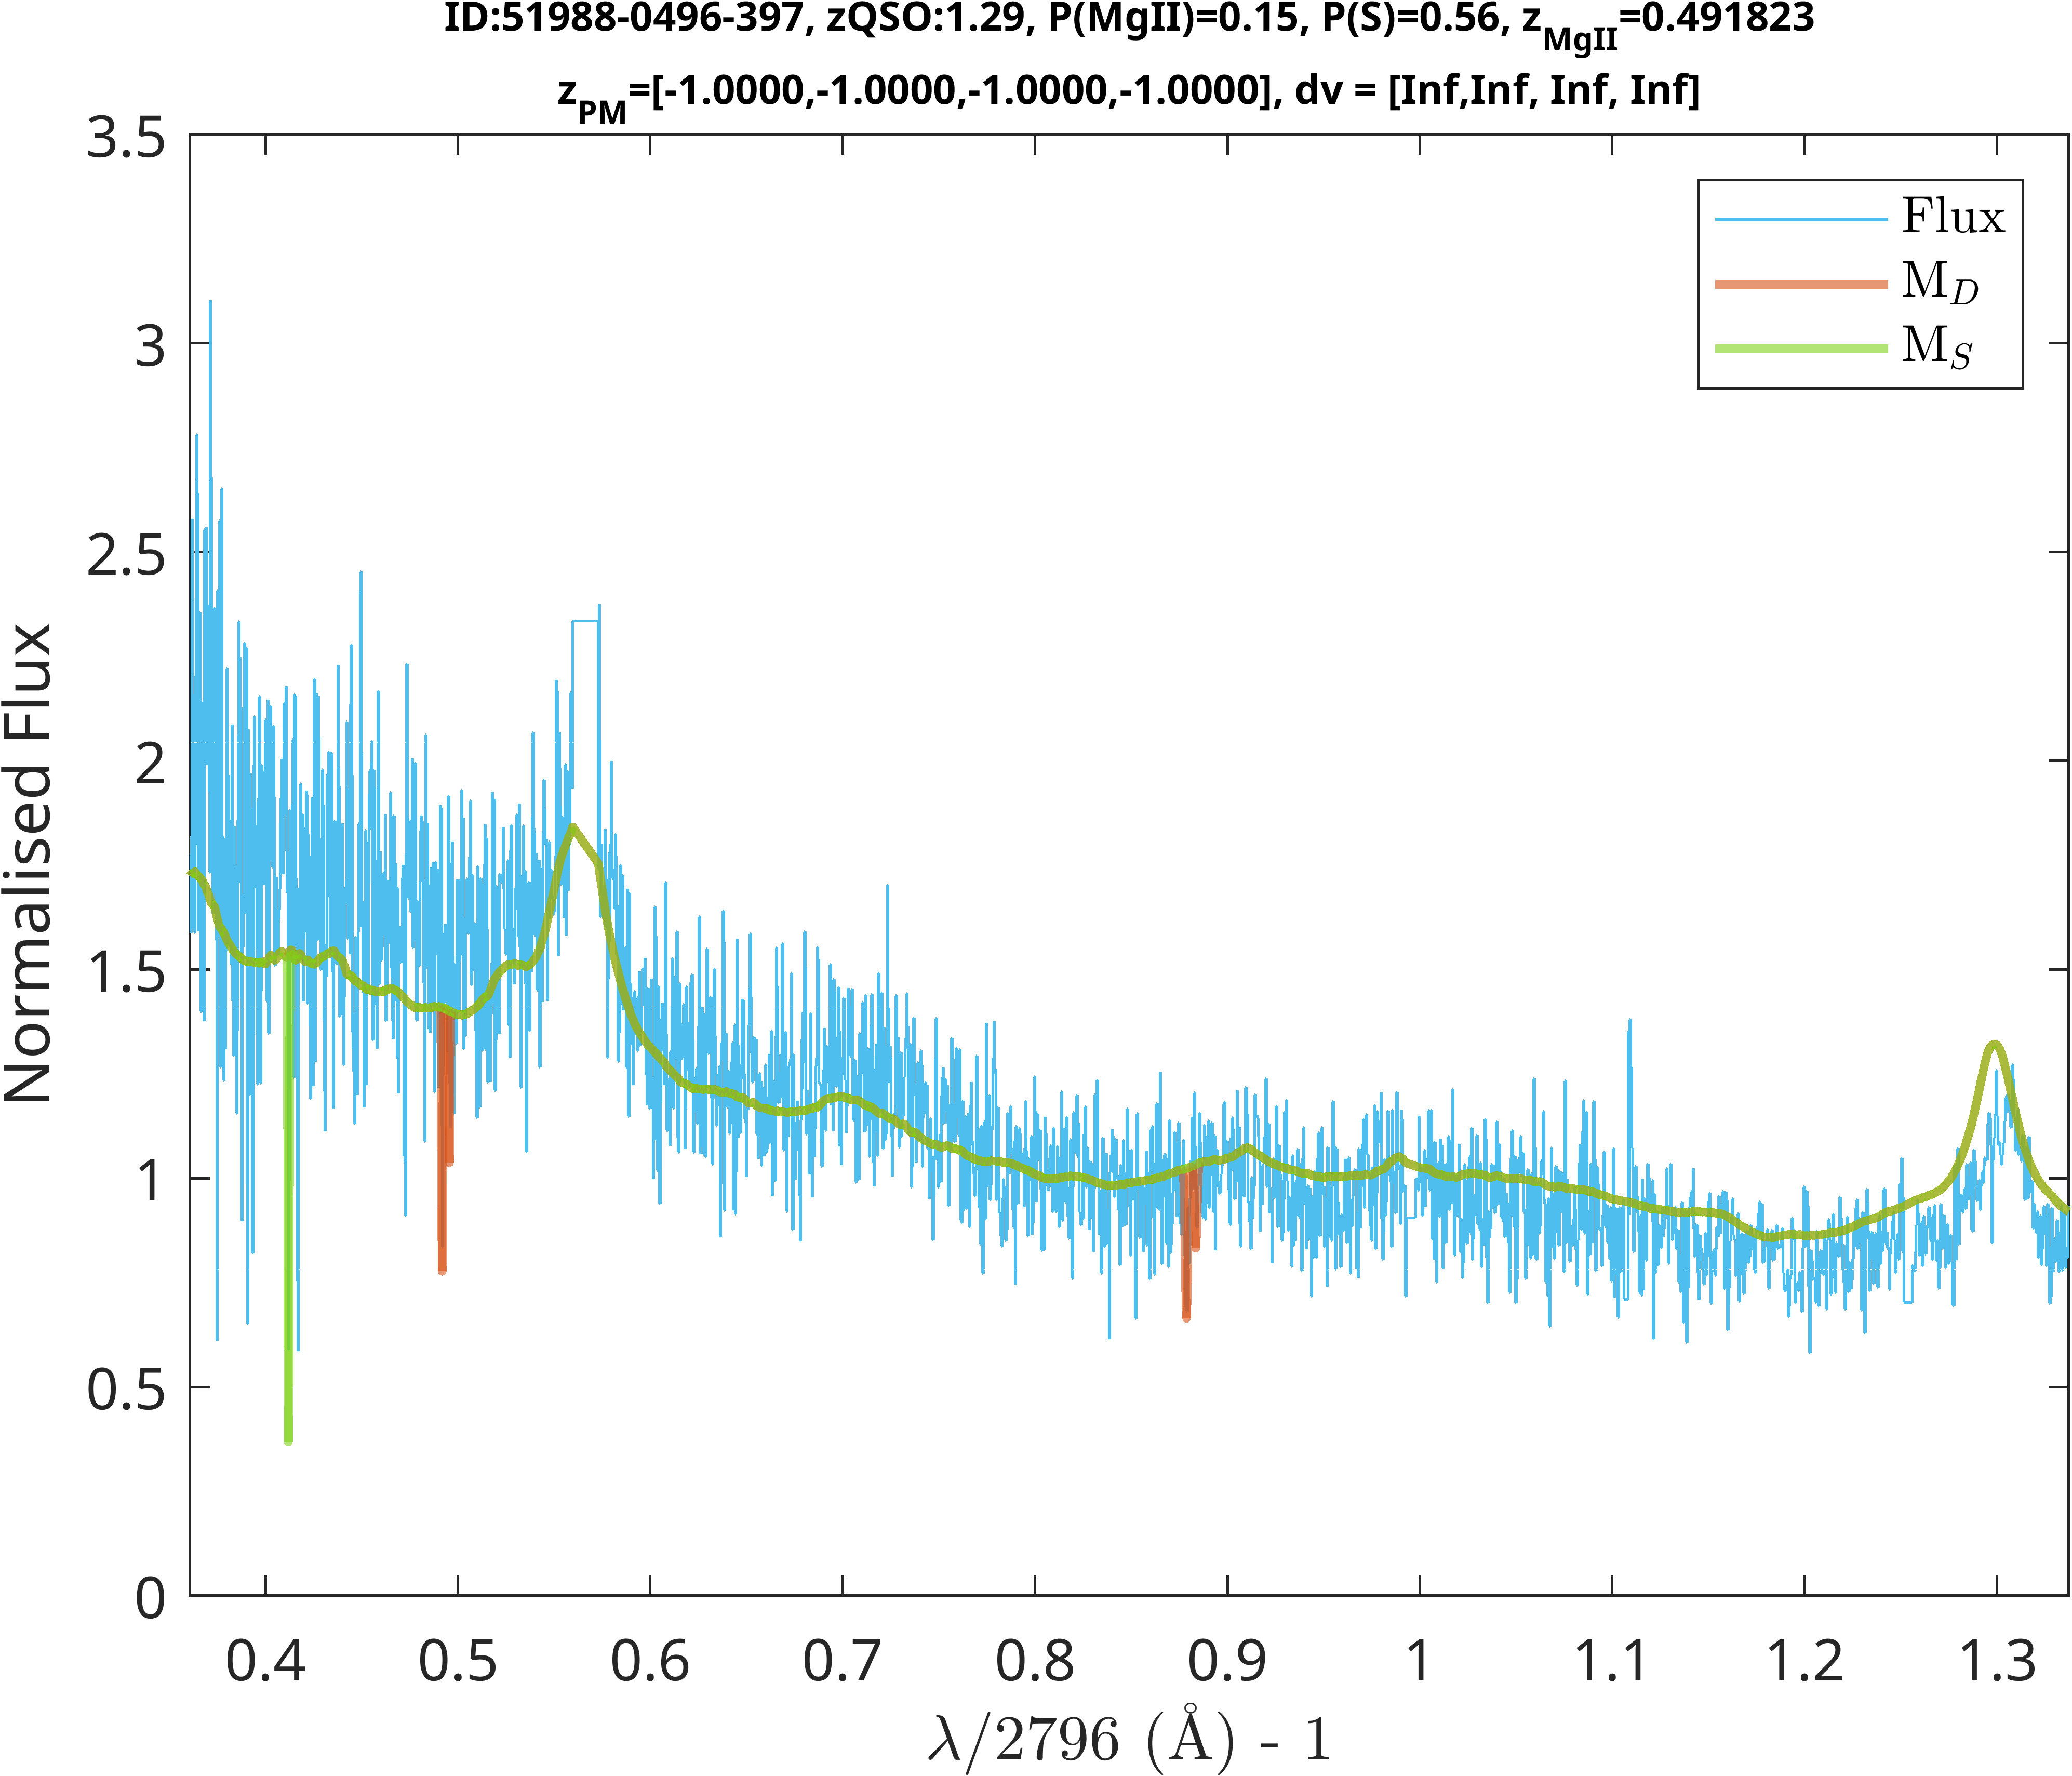 ID:51988-0496-397, zQSO:1.29, P(MgII)=0.15, P(S)=0.56, zMgII=0.491823
zPM=[-1.0000,-1.0000,-1.0000,-1.0000], dv = [Inf,Inf, Inf, Inf]
3.5
3
2.5
2
1.5
1
0.5
0
Normalised Flux
Flux
MD
MS
0.4 0.5 0.6 0.7 0.8 0.9 1 1.1 1.2 1.3
λ/2796 (Å) - 1